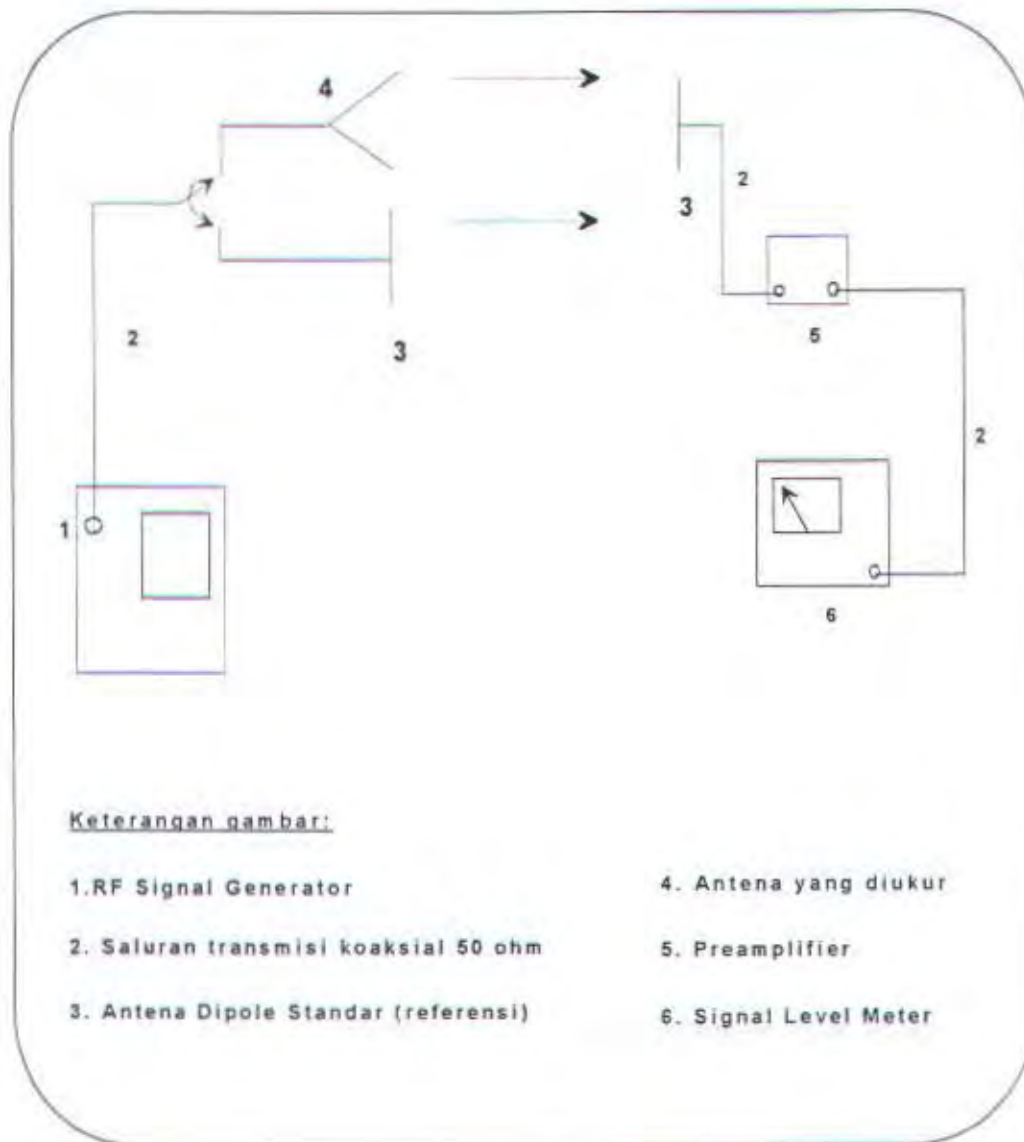 4
2
3
2
3
5
1
2
6
Keterangan gambar:
1.RF Signal Generator
2. Saluran transmisi koaksial 50 ohm
3. Antena Dipole Standar (referensi)
4. Antena yang diukur
5. Preamplifier
6. Signal Level Meter